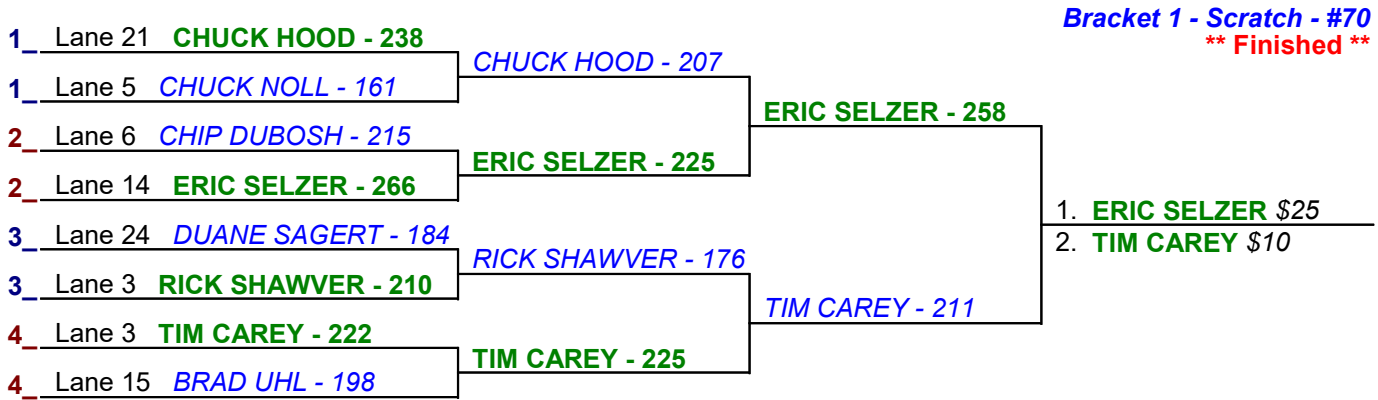 Bracket 1 - Scratch - #70
** Finished **
1_ Lane 21 CHUCK HOOD - 238
CHUCK HOOD - 207
1_ Lane 5 CHUCK NOLL - 161
ERIC SELZER - 258
2_ Lane 6 CHIP DUBOSH - 215
ERIC SELZER - 225
2_ Lane 14 ERIC SELZER - 266
1. ERIC SELZER $25
2. TIM CAREY $10
3_ Lane 24 DUANE SAGERT - 184
RICK SHAWVER - 176
3_ Lane 3 RICK SHAWVER - 210
TIM CAREY - 211
4_ Lane 3 TIM CAREY - 222
TIM CAREY - 225
4_ Lane 15 BRAD UHL - 198